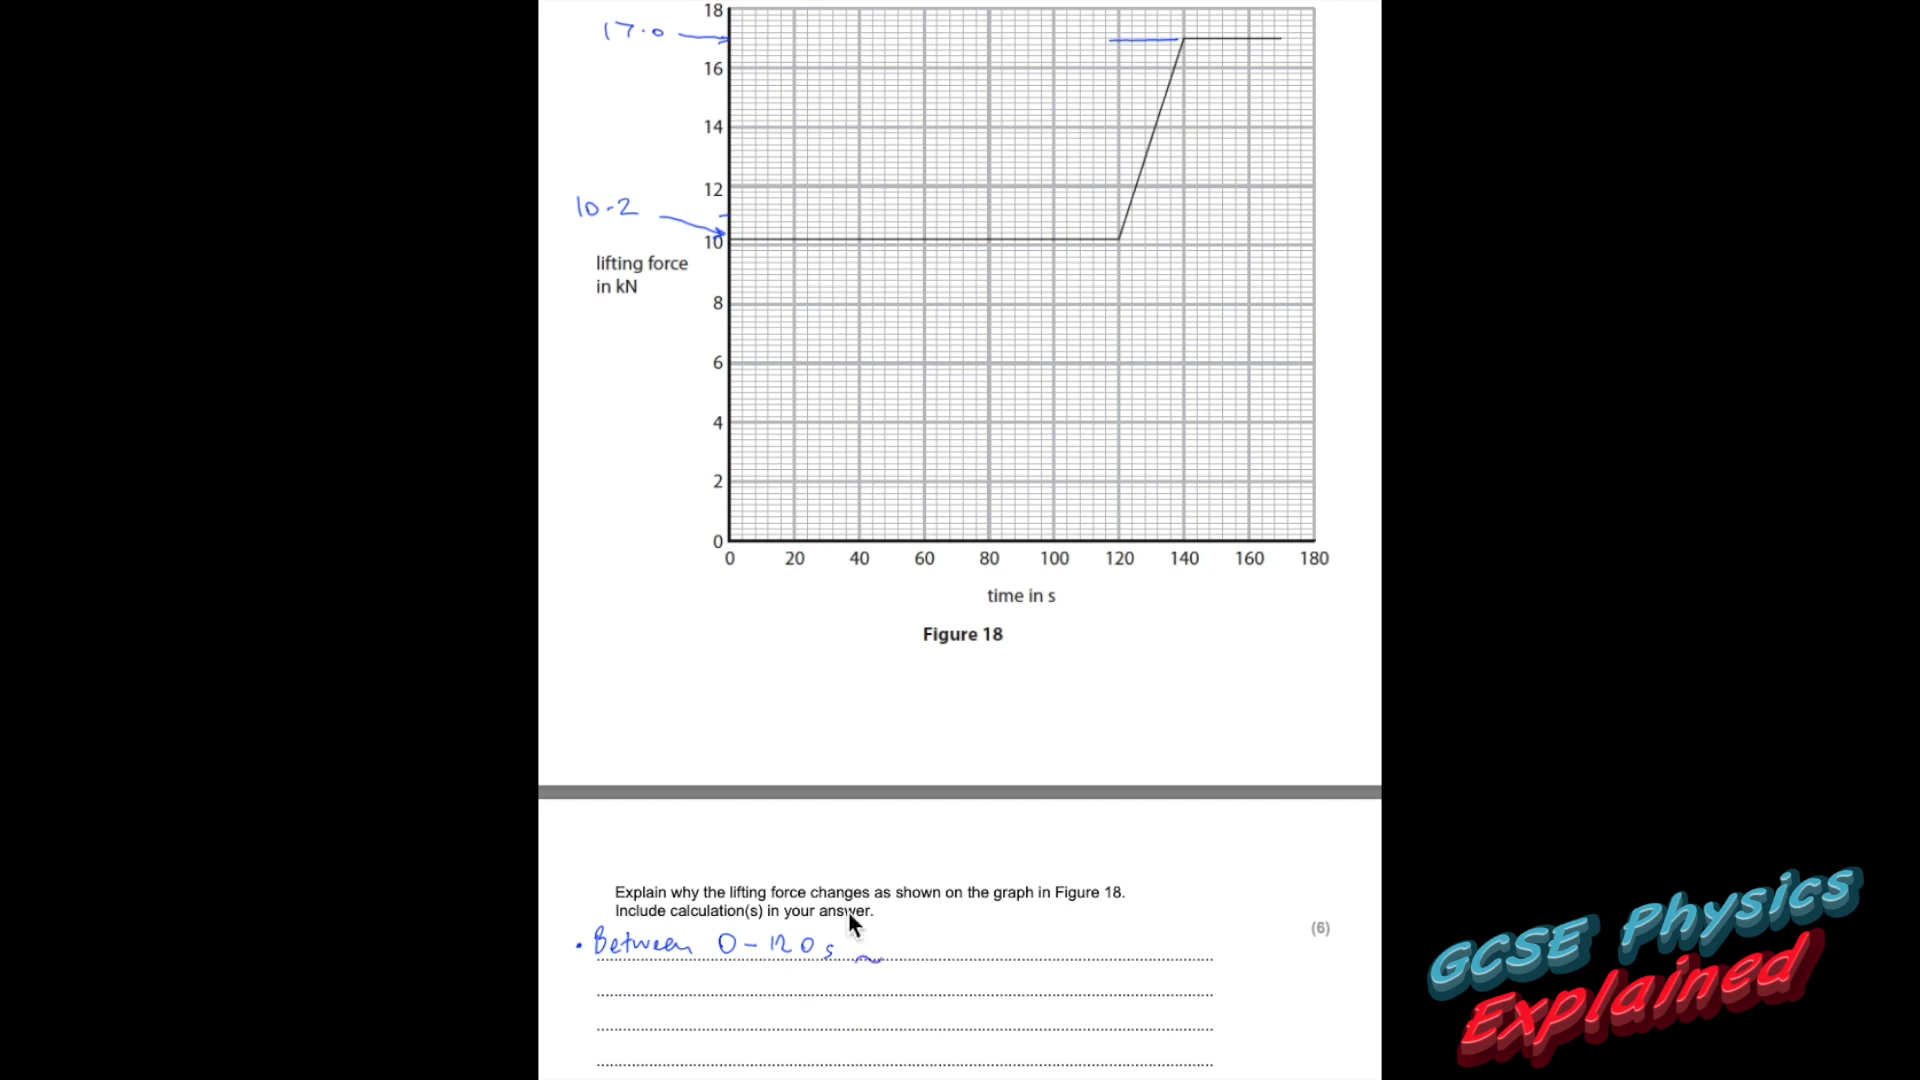 18
17.0
16
14
12
10.2
10
lifting force
in kN
8
6
4
2
0
0 20 40 60 80 100 120 140 160 180
time in s
Figure 18
Explain why the lifting force changes as shown on the graph in Figure 18.
Include calculation(s) in your answer.
(6)
• Between 0-120s
GCSE Physics
Explained